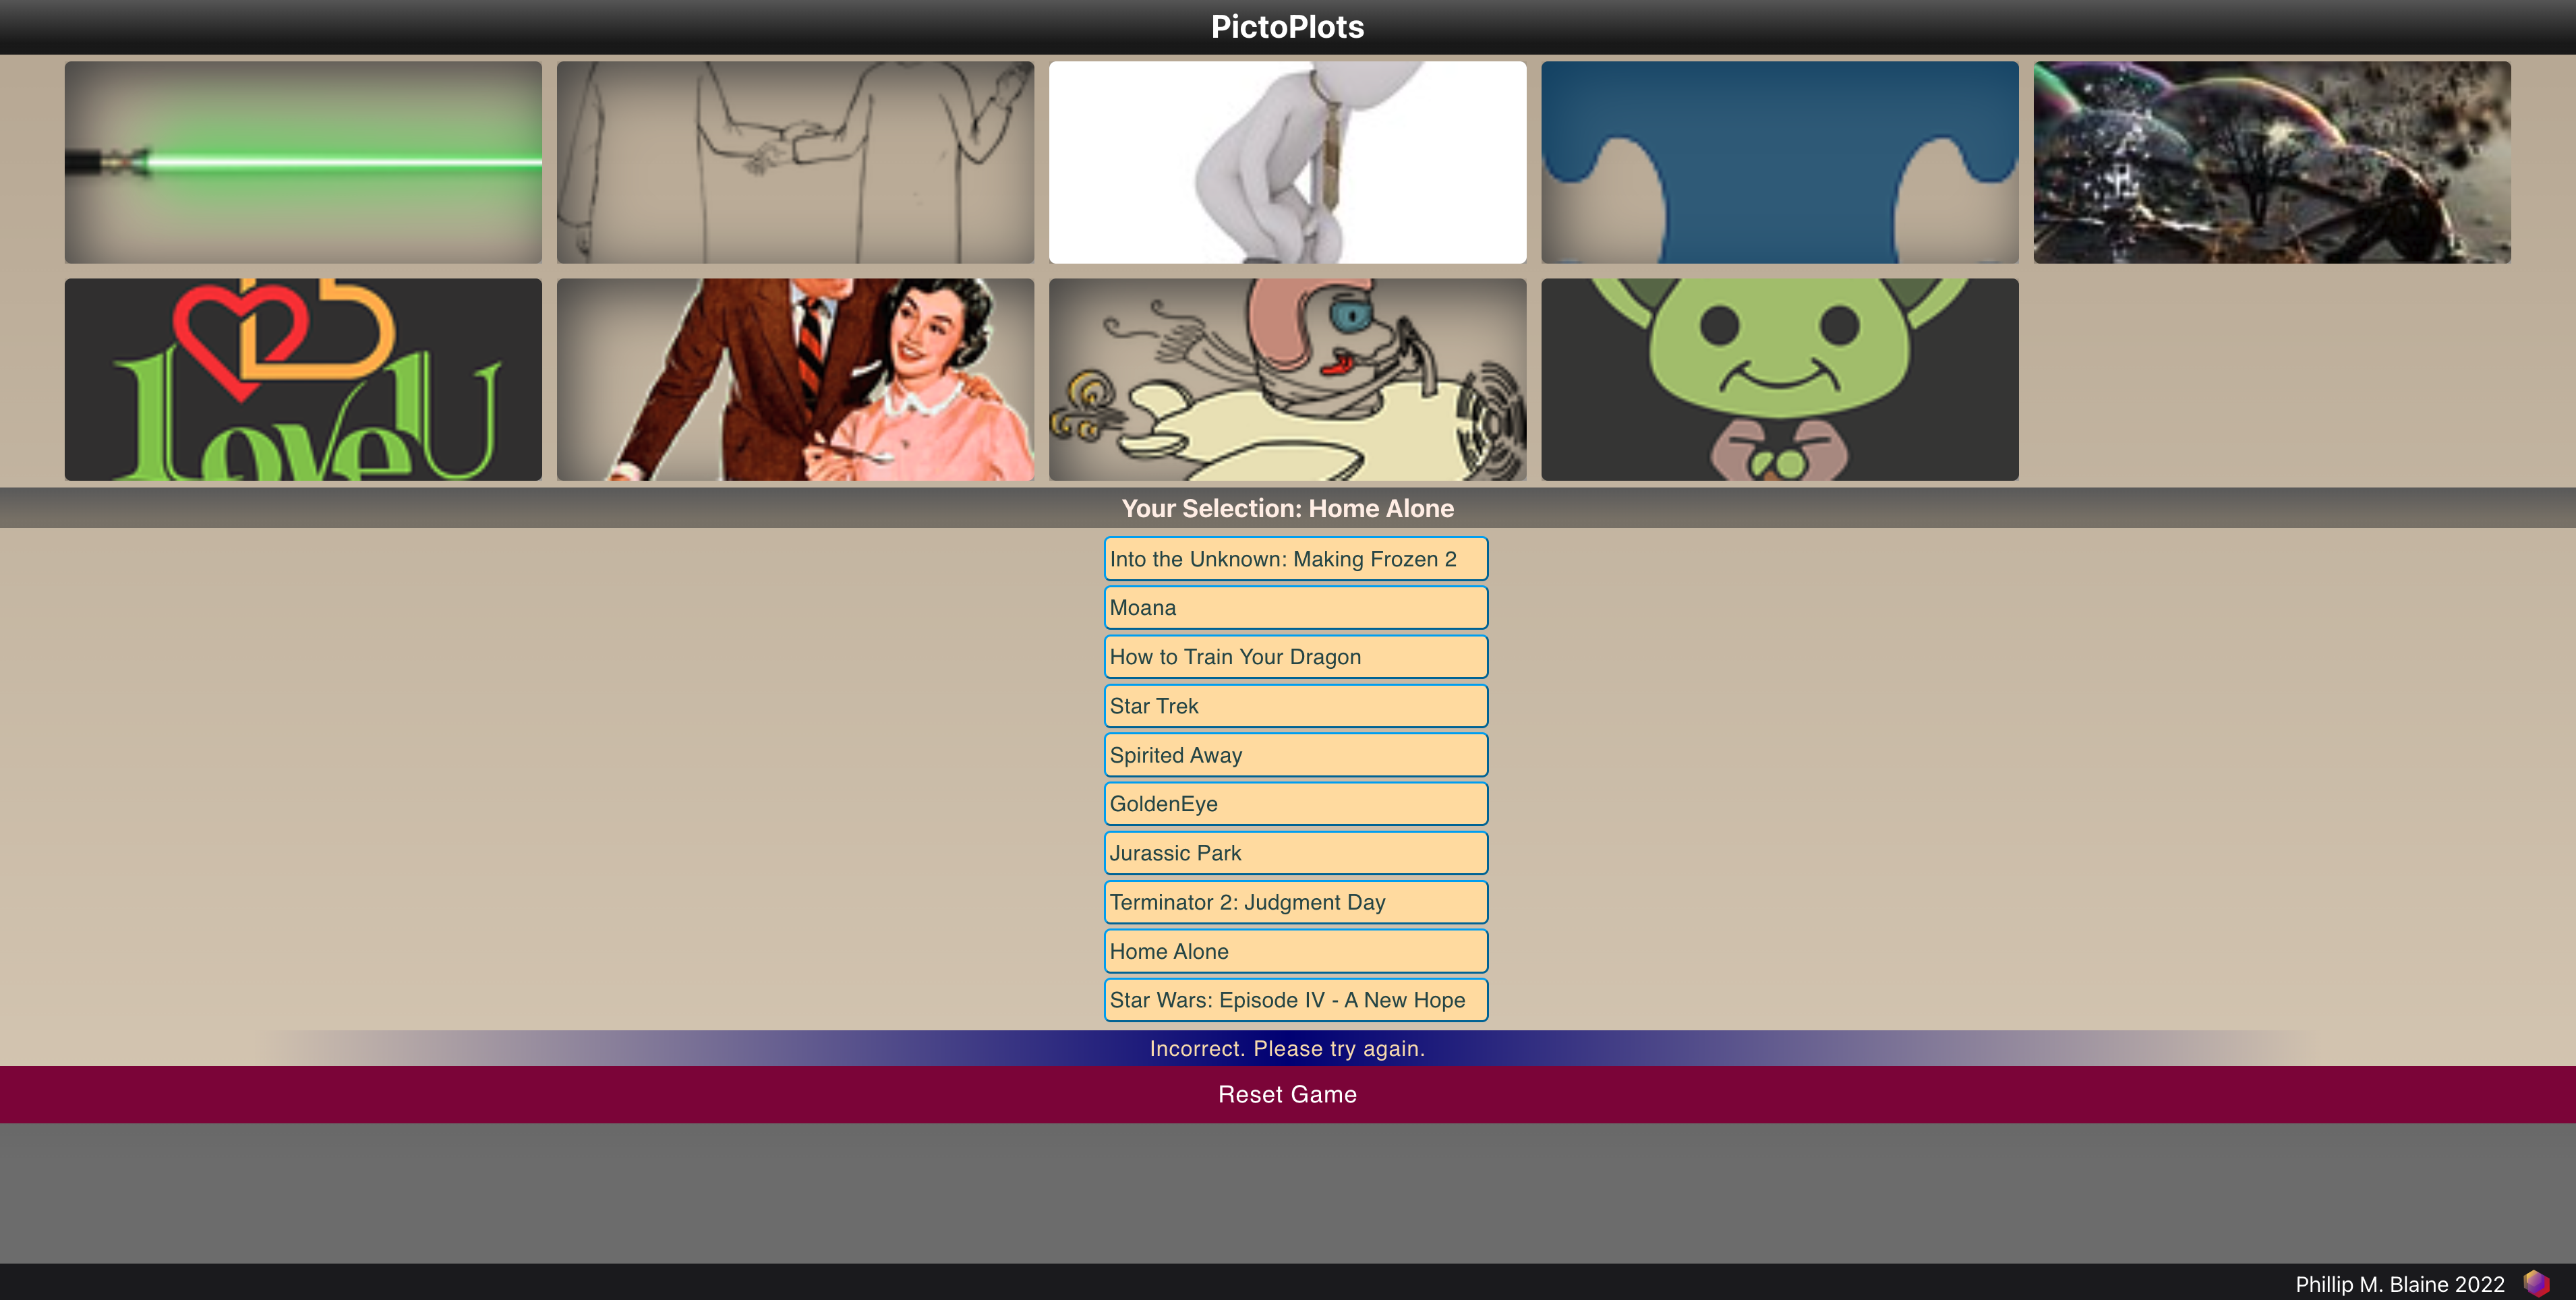 PictoPlots
1 Love U
Your Selection: Home Alone
Into the Unknown: Making Frozen 2
Moana
How to Train Your Dragon
Star Trek
Spirited Away
GoldenEye
Jurassic Park
Terminator 2: Judgment Day
Home Alone
Star Wars: Episode IV - A New Hope
Incorrect. Please try again.
Reset Game
Phillip M. Blaine 2022